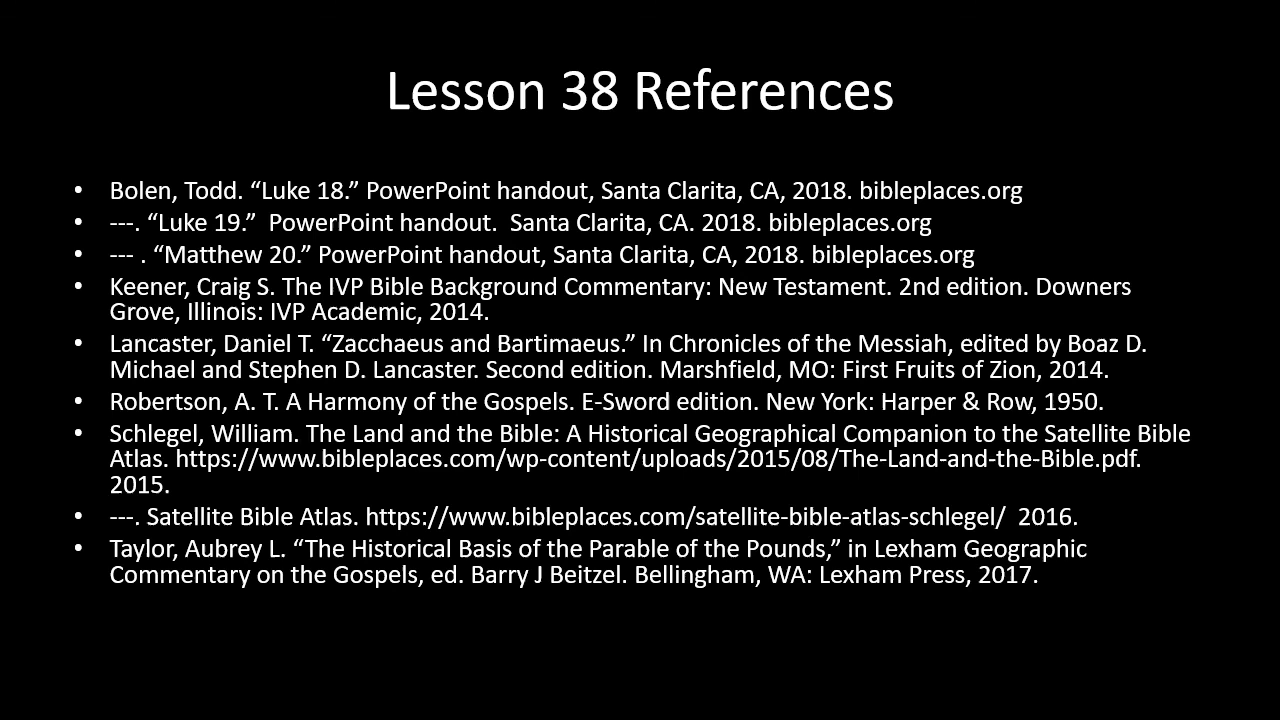 Lesson 38 References
• Bolen, Todd. “Luke 18.” PowerPoint handout, Santa Clarita, CA, 2018. bibleplaces.org
• ---. “Luke 19.”  PowerPoint handout.  Santa Clarita, CA. 2018. bibleplaces.org
• --- . “Matthew 20.” PowerPoint handout, Santa Clarita, CA, 2018. bibleplaces.org
• Keener, Craig S. The IVP Bible Background Commentary: New Testament. 2nd edition. Downers
Grove, Illinois: IVP Academic, 2014.
• Lancaster, Daniel T. “Zacchaeus and Bartimaeus.” In Chronicles of the Messiah, edited by Boaz D.
Michael and Stephen D. Lancaster. Second edition. Marshfield, MO: First Fruits of Zion, 2014.
• Robertson, A. T. A Harmony of the Gospels. E-Sword edition. New York: Harper & Row, 1950.
• Schlegel, William. The Land and the Bible: A Historical Geographical Companion to the Satellite Bible
Atlas. https://www.bibleplaces.com/wp-content/uploads/2015/08/The-Land-and-the-Bible.pdf.
2015.
• ---. Satellite Bible Atlas. https://www.bibleplaces.com/satellite-bible-atlas-schlegel/  2016.
• Taylor, Aubrey L. “The Historical Basis of the Parable of the Pounds,” in Lexham Geographic
Commentary on the Gospels, ed. Barry J Beitzel. Bellingham, WA: Lexham Press, 2017.